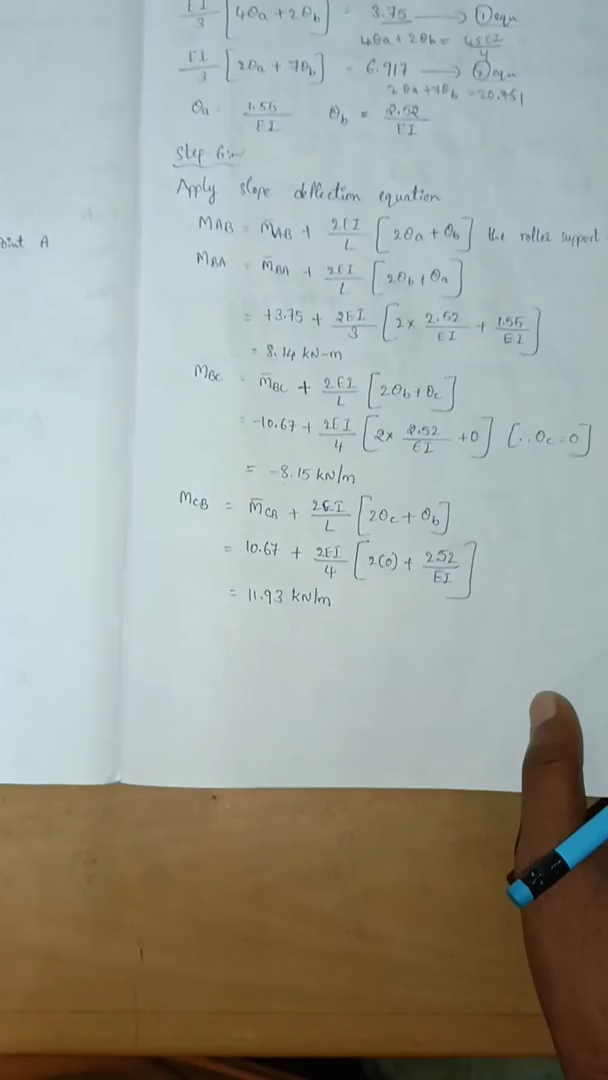 EI/3 [4θa + 2θb] = 3.75 → ① equ
4θa + 2θb = 45EI/4
EI/3 [2θa + 7θb] = 6.917 → ② equ
2θa + 7θb = 20.751
θa = 1.55/EI θb = 2.52/EI
Step 6:-
Apply slope deflection equation
MAB = M̄AB + 2EI/L [2θa + θb] the roller support
oint A
MBA = M̄BA + 2EI/L [2θb + θa]
= +3.75 + 2EI/3 [2 × 2.52/EI + 1.55/EI]
= 8.14 kN-m
MBC = M̄BC + 2EI/L [2θb + θc]
= -10.67 + 2EI/4 [2 × 2.52/EI + 0] [∴ θc = 0]
= -8.15 kN/m
MCB = M̄CB + 2EI/L [2θc + θb]
= 10.67 + 2EI/4 [2(0) + 252/EI]
= 11.93 kN/m